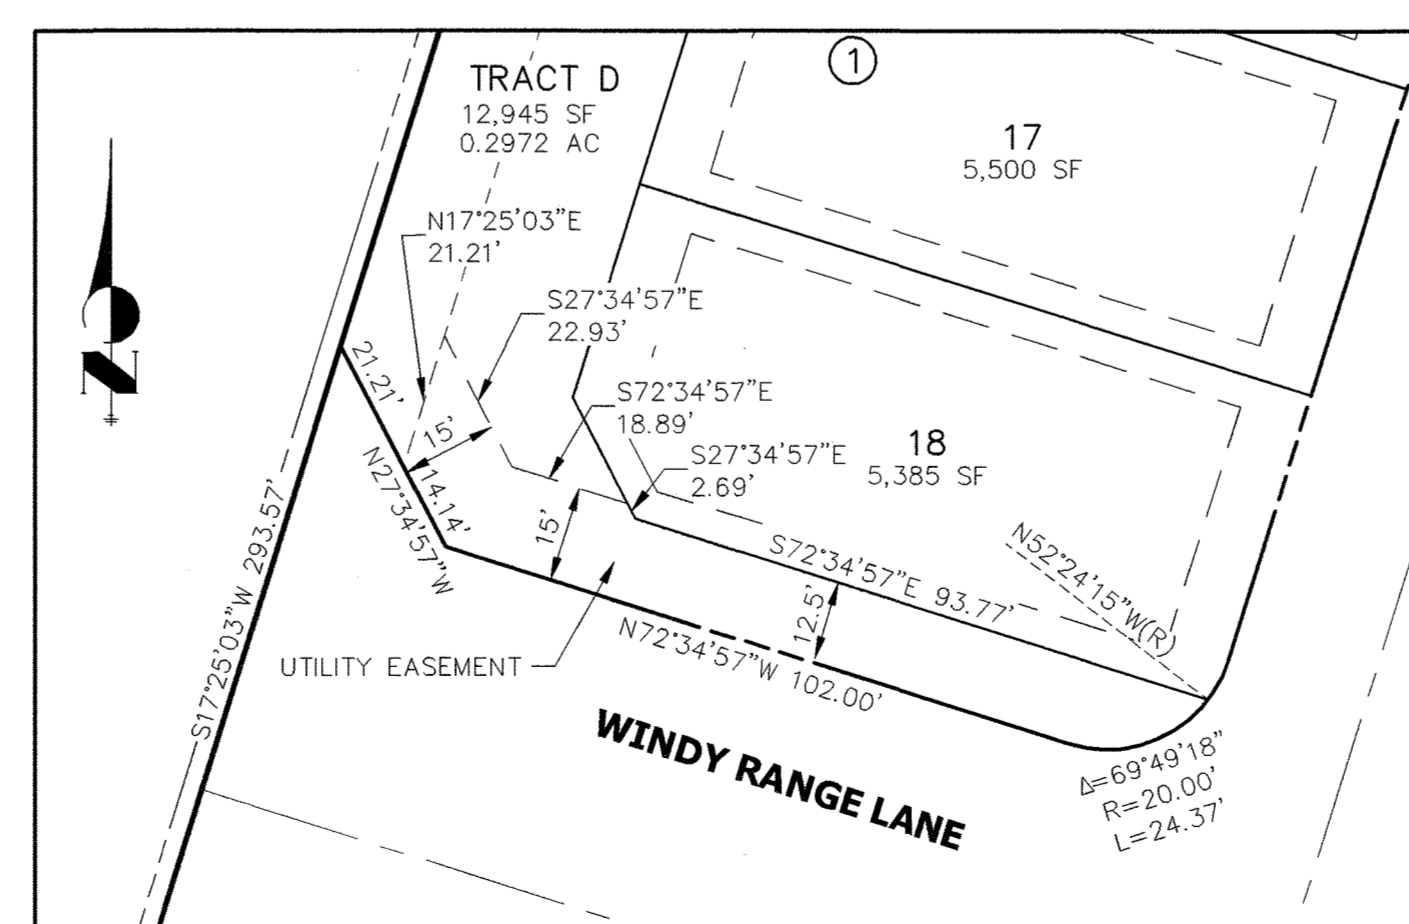 1
TRACT D
12,945 SF
0.2972 AC
17
5,500 SF
N17°25'03"E
21.21'
S27°34'57"E
22.93'
S72°34'57"E
18.89'
S27°34'57"E
2.69'
18
5,385 SF
21.21'
15'
14.14'
N27°34'57"W
15'
S72°34'57"E 93.77'
N52°24'15"W(R)
12.5'
N72°34'57"W 102.00'
S17°25'03"W 293.57'
UTILITY EASEMENT
WINDY RANGE LANE
Δ=69°49'18"
R=20.00'
L=24.37'
N